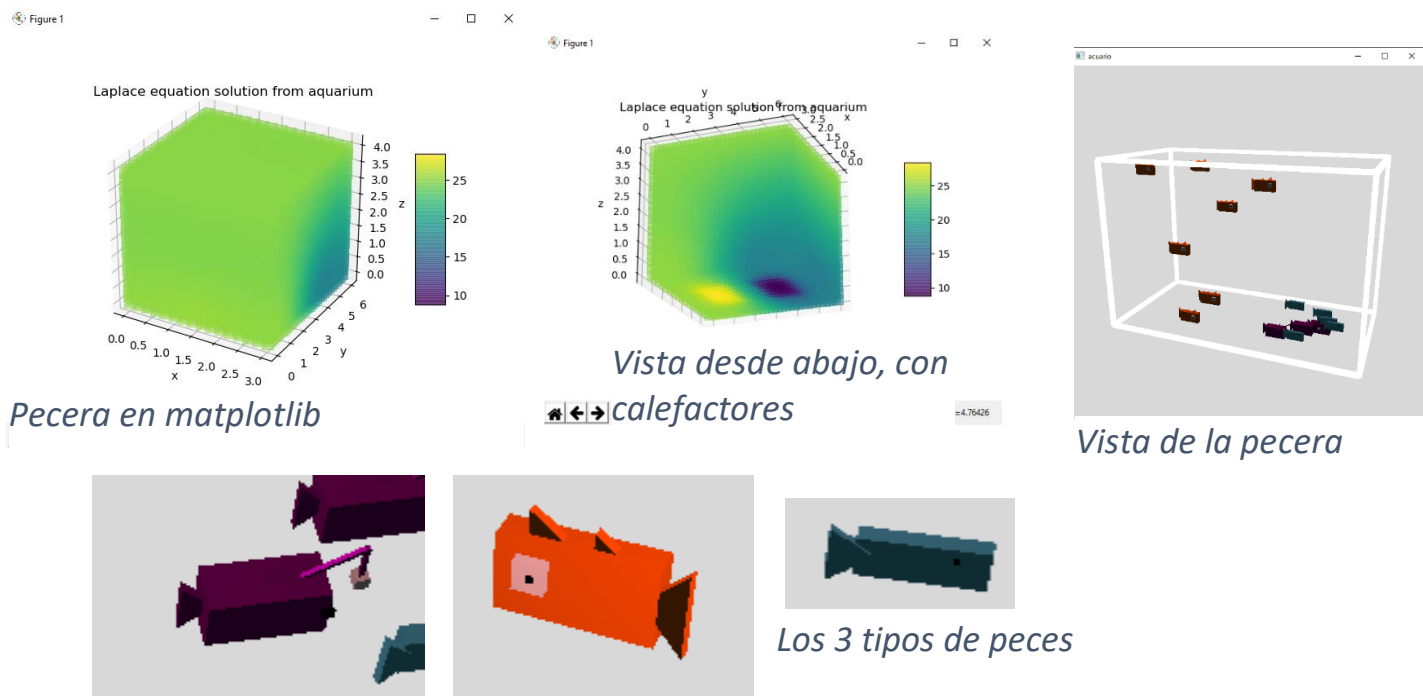 Figure 1
Laplace equation solution from aquarium
4.0
3.5
3.0
2.5
2.0
1.5
1.0
0.5
0.0
z
25
20
15
10
0.0 0.5 1.0 1.5 2.0 2.5 3.0
x
0 1 2 3 4 5 6
y
Pecera en matplotlib
Figure 1
y
Laplace equation solution from aquarium
0 1 2 3 4 5 6
3.0
2.5
2.0
1.5
1.0
0.5
0.0
x
4.0
3.5
3.0
2.5
2.0
1.5
1.0
0.5
0.0
z
25
20
15
10
Vista desde abajo, con
calefactores
=4.76426
acuario
Vista de la pecera
Los 3 tipos de peces